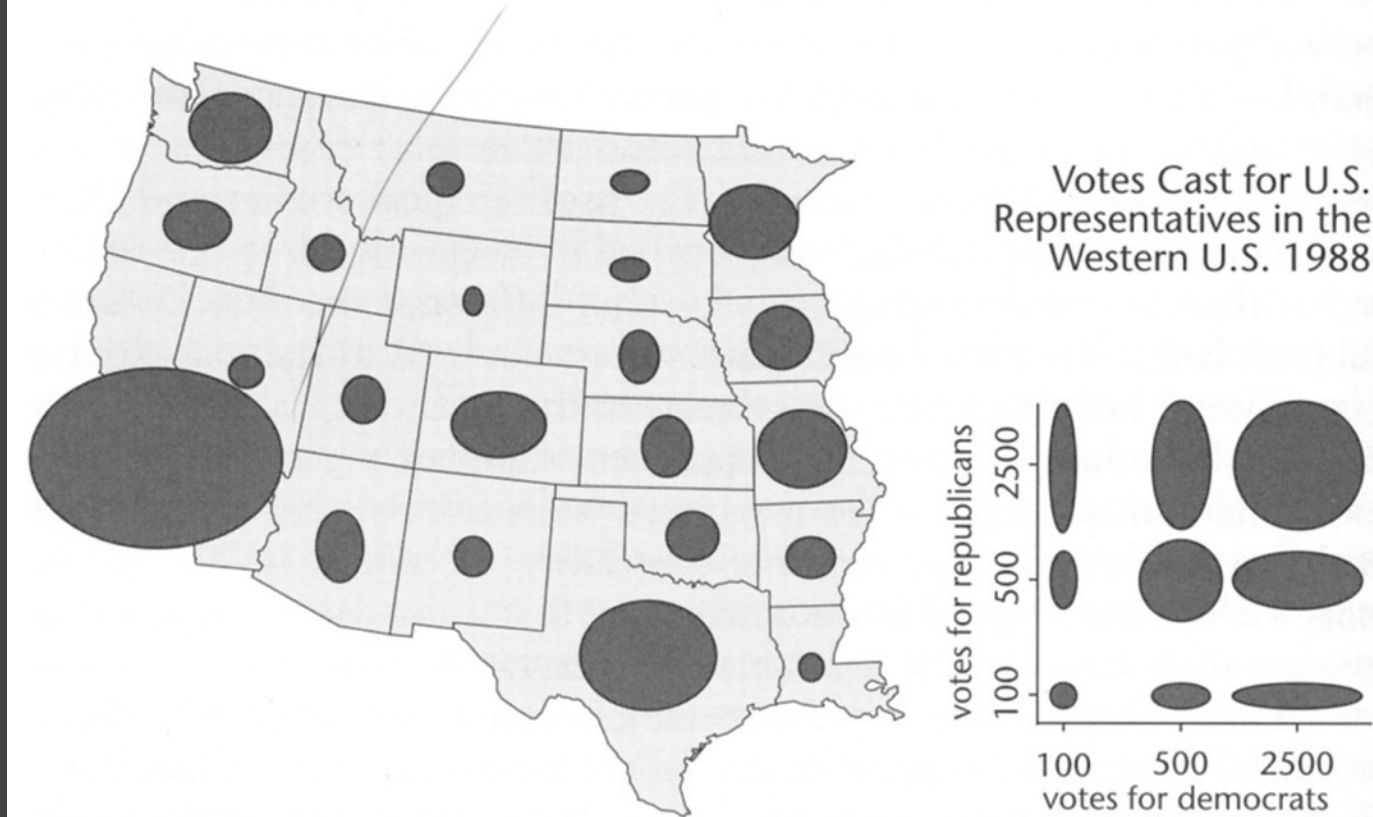 Votes Cast for U.S.
Representatives in the
Western U.S. 1988
votes for republicans
2500
500
100
100 500 2500
votes for democrats